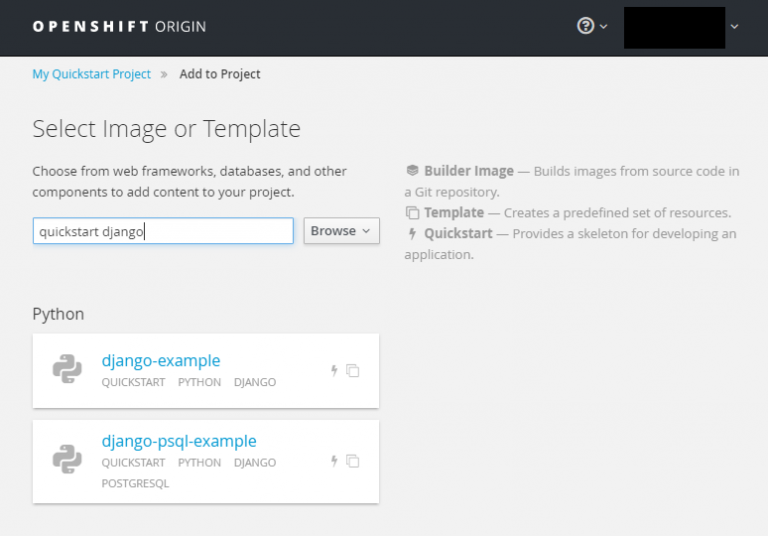 OPENSHIFT ORIGIN
My Quickstart Project » Add to Project
Select Image or Template
Choose from web frameworks, databases, and other
components to add content to your project.
quickstart django
Browse
Builder Image — Builds images from source code in
a Git repository.
Template — Creates a predefined set of resources.
Quickstart — Provides a skeleton for developing an
application.
Python
django-example
QUICKSTART PYTHON DJANGO
django-psql-example
QUICKSTART PYTHON DJANGO
POSTGRESQL